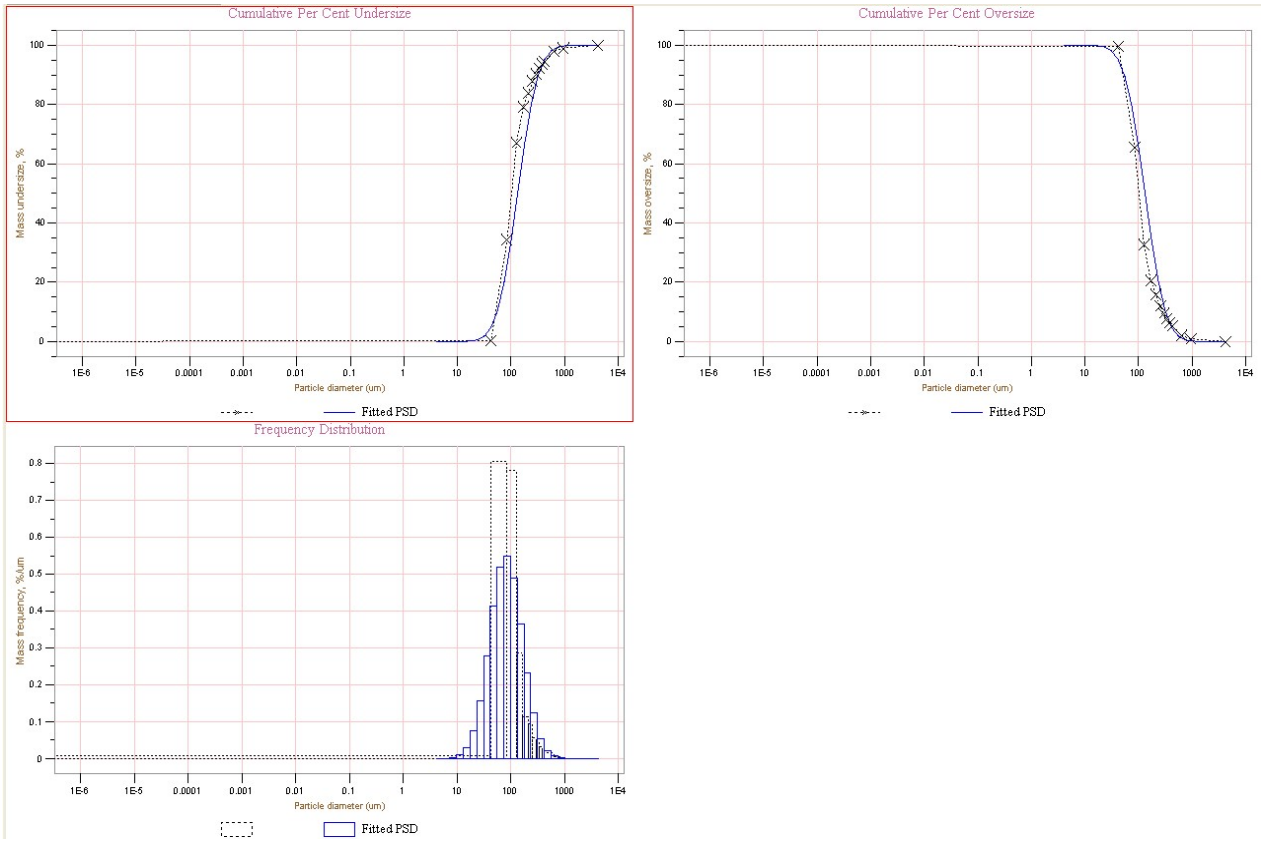 Cumulative Per Cent Undersize
Mass undersize, %
100
80
60
40
20
0
1E-6 1E-5 0.0001 0.001 0.01 0.1 1 10 100 1000 1E4
Particle diameter (um)
Fitted PSD
Cumulative Per Cent Oversize
Mass oversize, %
100
80
60
40
20
0
1E-6 1E-5 0.0001 0.001 0.01 0.1 1 10 100 1000 1E4
Particle diameter (um)
Fitted PSD
Frequency Distribution
Mass frequency, %/um
0.8
0.7
0.6
0.5
0.4
0.3
0.2
0.1
0
1E-6 1E-5 0.0001 0.001 0.01 0.1 1 10 100 1000 1E4
Particle diameter (um)
Fitted PSD